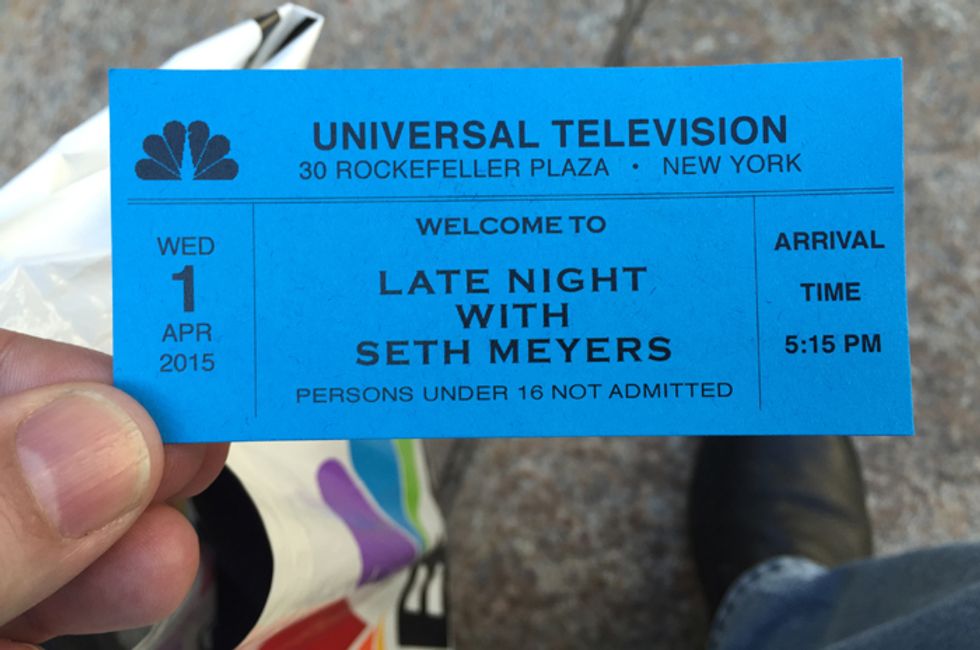 UNIVERSAL TELEVISION
30 ROCKEFELLER PLAZA • NEW YORK
WED
1
APR
2015
WELCOME TO
LATE NIGHT
WITH
SETH MEYERS
PERSONS UNDER 16 NOT ADMITTED
ARRIVAL
TIME
5:15 PM